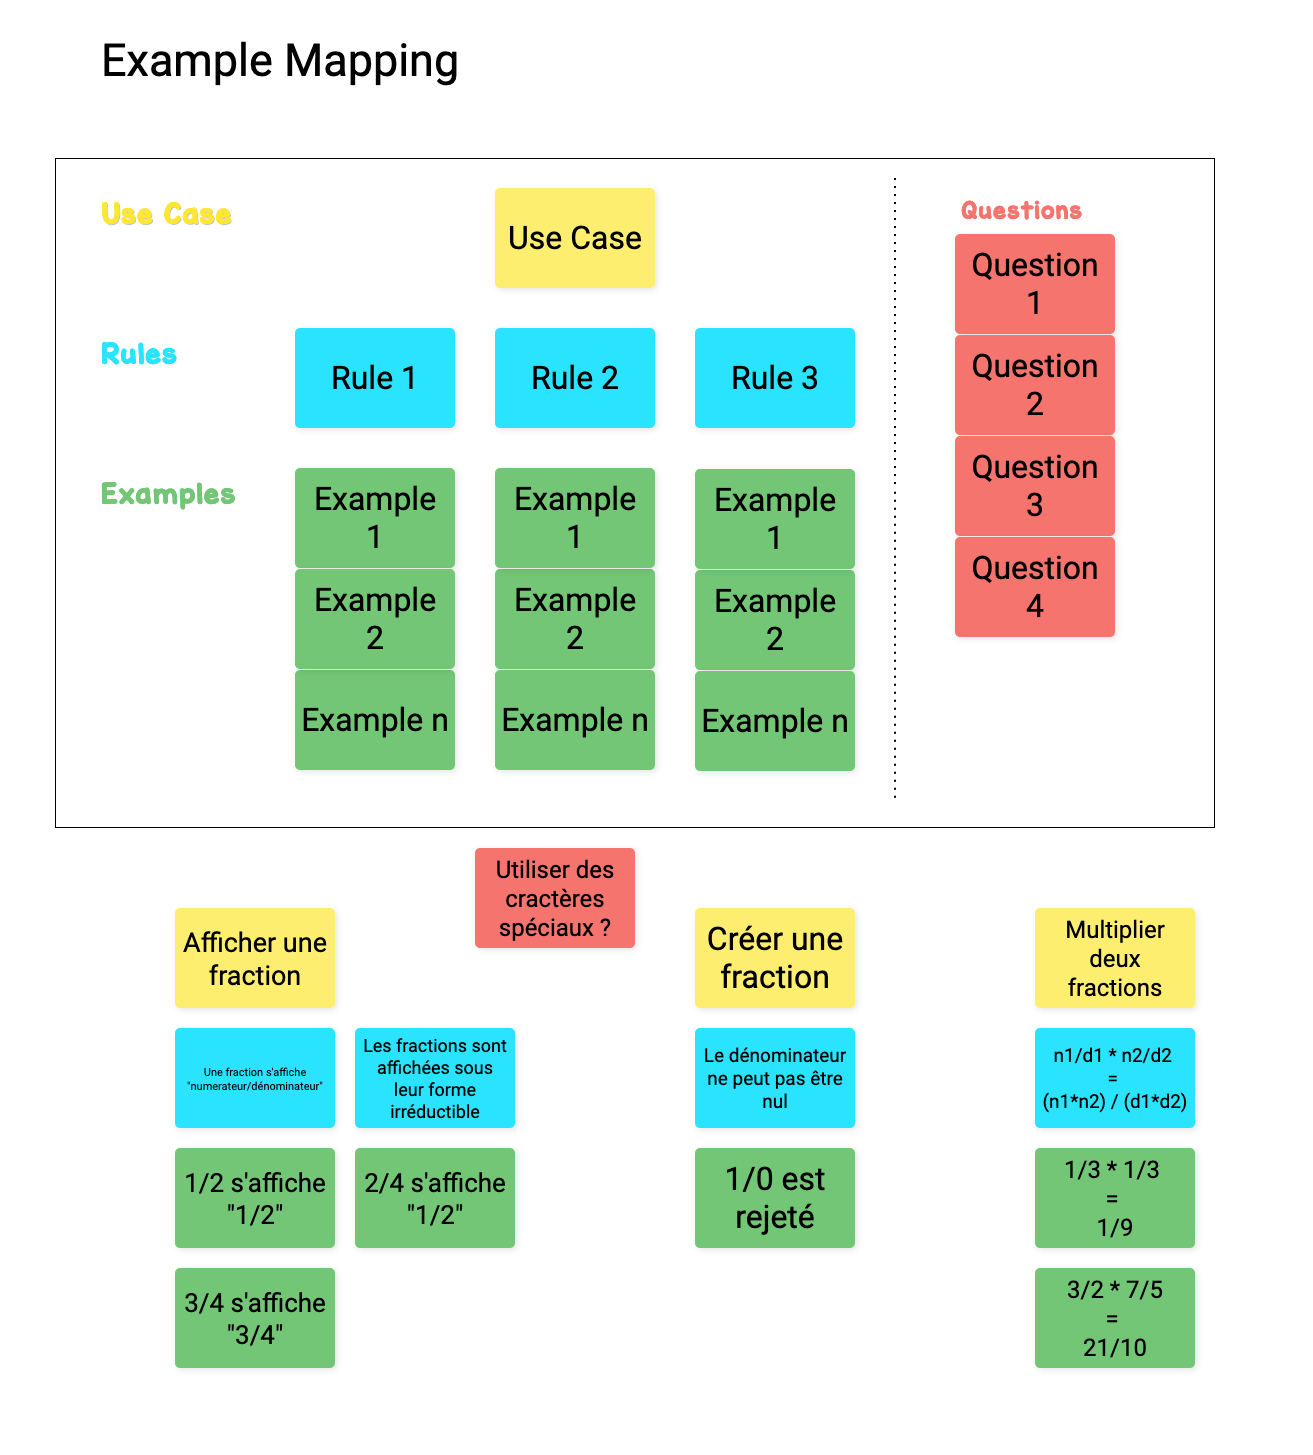 Example Mapping
Use Case
Use Case
Questions
Question
1
Question
2
Question
3
Question
4
Rules
Rule 1
Rule 2
Rule 3
Examples
Example
1
Example
2
Example n
Example
1
Example
2
Example n
Example
1
Example
2
Example n
Utiliser des
cractères
spéciaux ?
Afficher une
fraction
Une fraction s'affiche
"numerateur/dénominateur"
1/2 s'affiche
"1/2"
3/4 s'affiche
"3/4"
Les fractions sont
affichées sous
leur forme
irréductible
2/4 s'affiche
"1/2"
Créer une
fraction
Le dénominateur
ne peut pas être
nul
1/0 est
rejeté
Multiplier
deux
fractions
n1/d1 * n2/d2
=
(n1*n2) / (d1*d2)
1/3 * 1/3
=
1/9
3/2 * 7/5
=
21/10